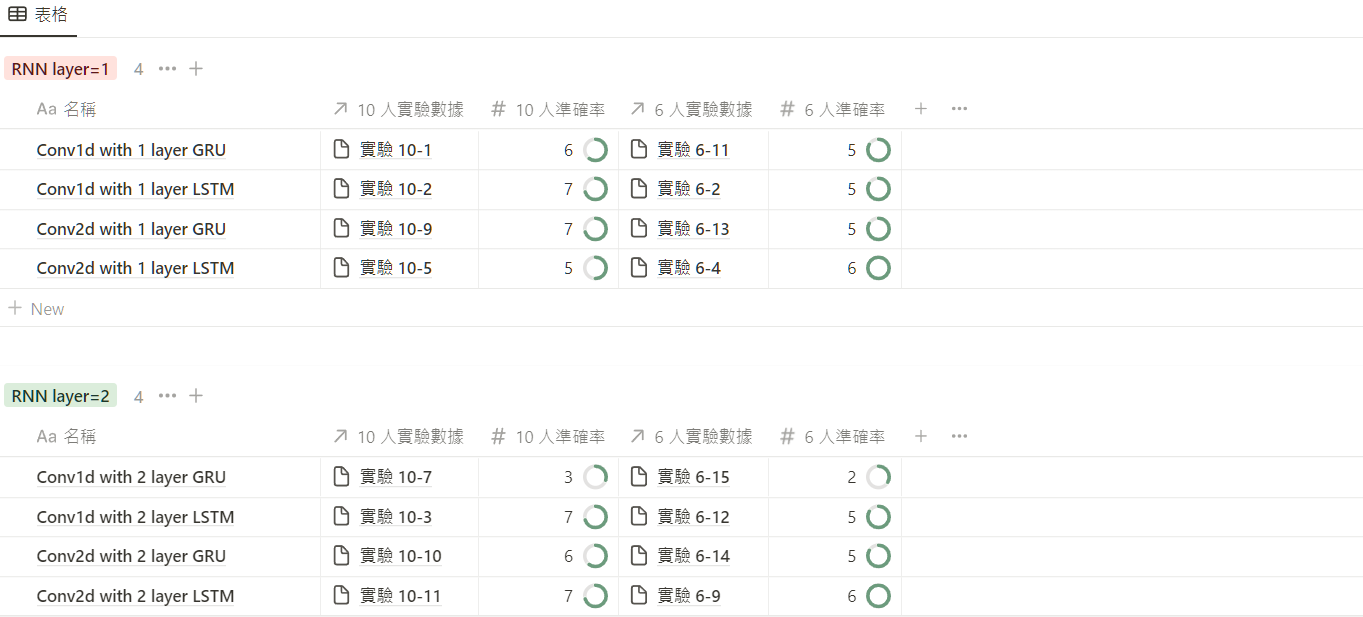 表格
RNN layer=1 4
Aa 名稱 10 人實驗數據 # 10 人準確率 6 人實驗數據 # 6 人準確率
Conv1d with 1 layer GRU 實驗 10-1 6 實驗 6-11 5
Conv1d with 1 layer LSTM 實驗 10-2 7 實驗 6-2 5
Conv2d with 1 layer GRU 實驗 10-9 7 實驗 6-13 5
Conv2d with 1 layer LSTM 實驗 10-5 5 實驗 6-4 6
+ New
RNN layer=2 4
Aa 名稱 10 人實驗數據 # 10 人準確率 6 人實驗數據 # 6 人準確率
Conv1d with 2 layer GRU 實驗 10-7 3 實驗 6-15 2
Conv1d with 2 layer LSTM 實驗 10-3 7 實驗 6-12 5
Conv2d with 2 layer GRU 實驗 10-10 6 實驗 6-14 5
Conv2d with 2 layer LSTM 實驗 10-11 7 實驗 6-9 6